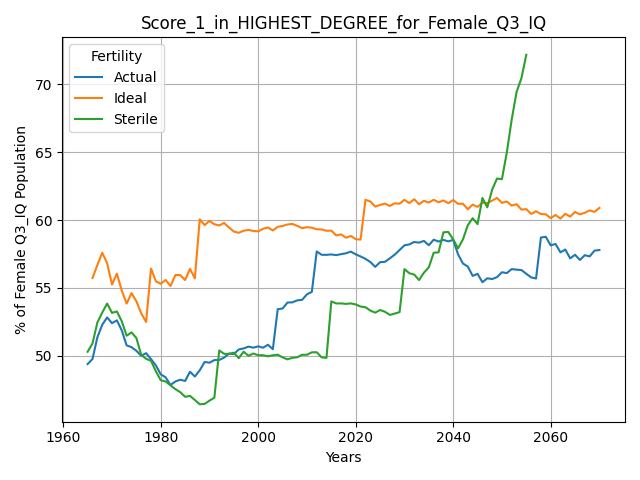 Score_1_in_HIGHEST_DEGREE_for_Female_Q3_IQ
Fertility
Actual
Ideal
Sterile
% of Female Q3_IQ Population
70
65
60
55
50
1960
1980
2000
2020
2040
2060
Years